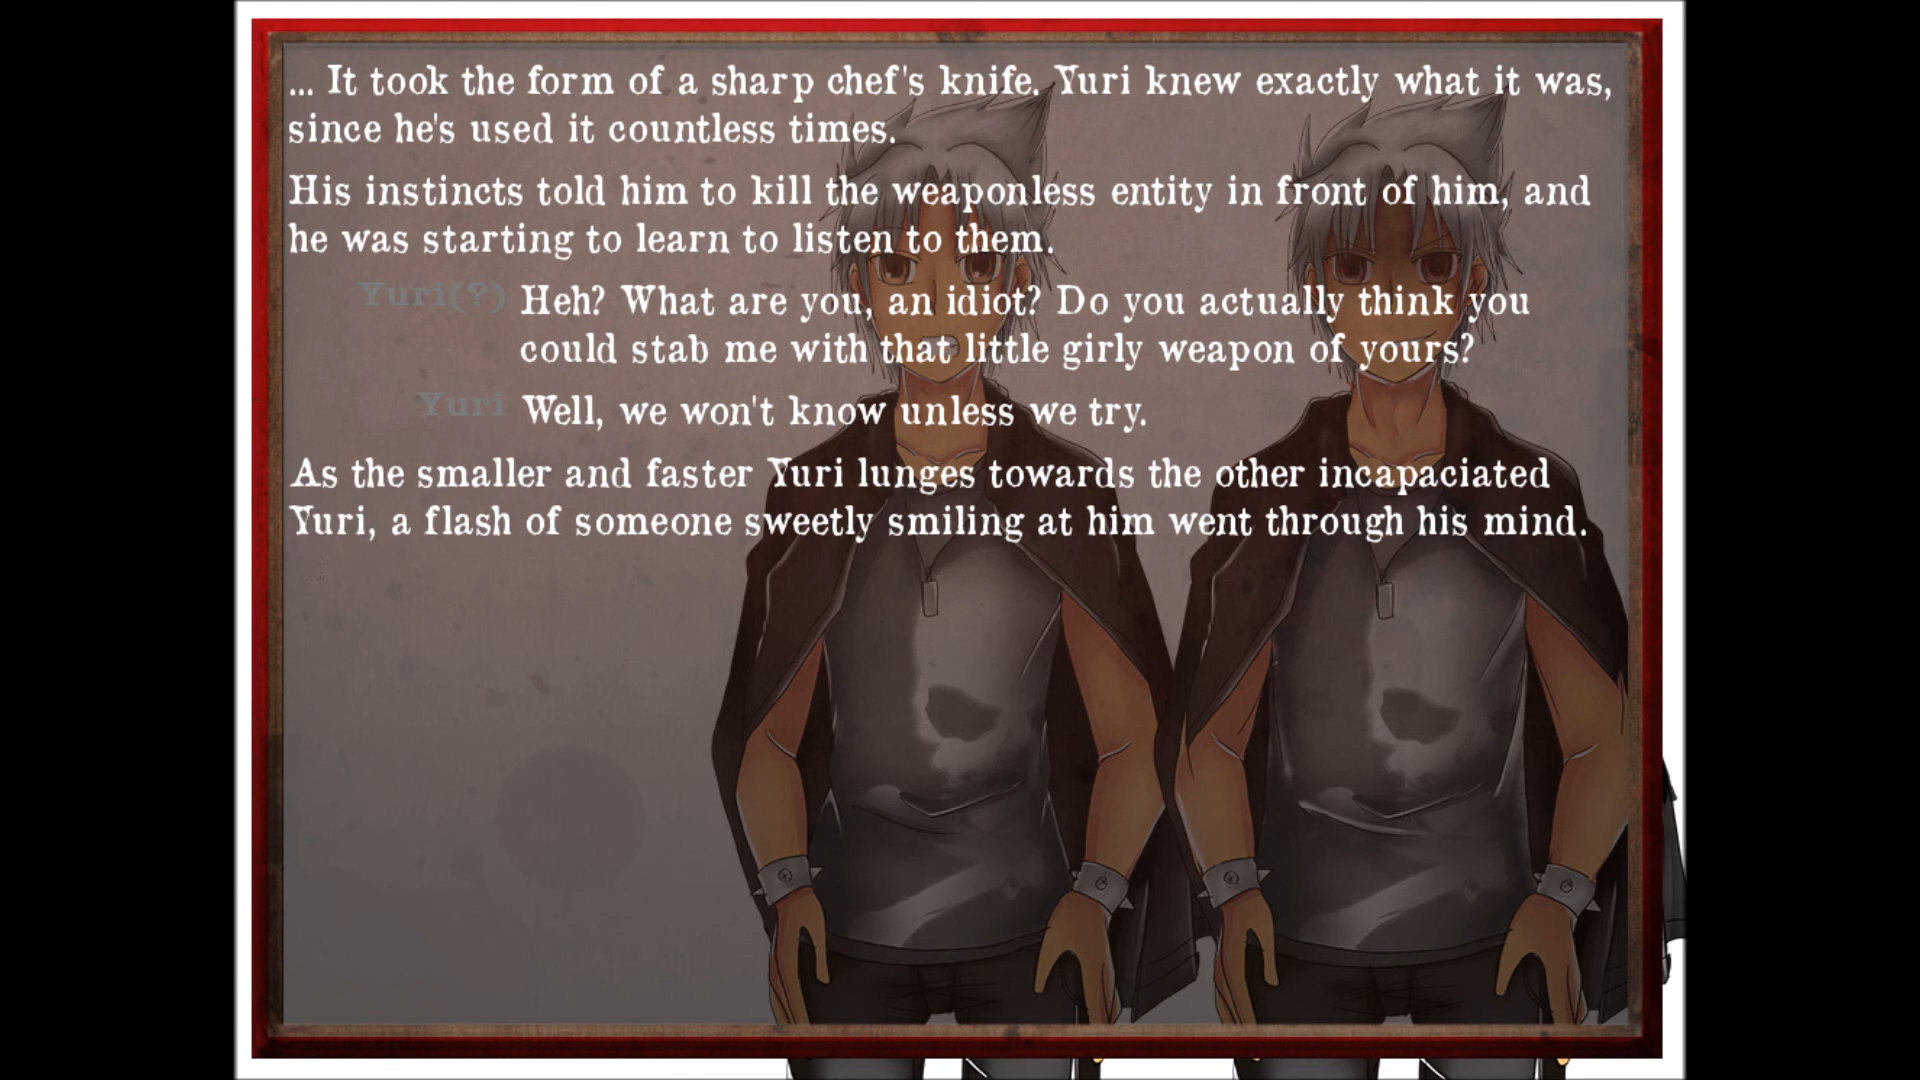 ... It took the form of a sharp chef's knife. Yuri knew exactly what it was,
since he's used it countless times.
His instincts told him to kill the weaponless entity in front of him, and
he was starting to learn to listen to them.
Yuri(?) Heh? What are you, an idiot? Do you actually think you
could stab me with that little girly weapon of yours?
Yuri Well, we won't know unless we try.
As the smaller and faster Yuri lunges towards the other incapaciated
Yuri, a flash of someone sweetly smiling at him went through his mind.